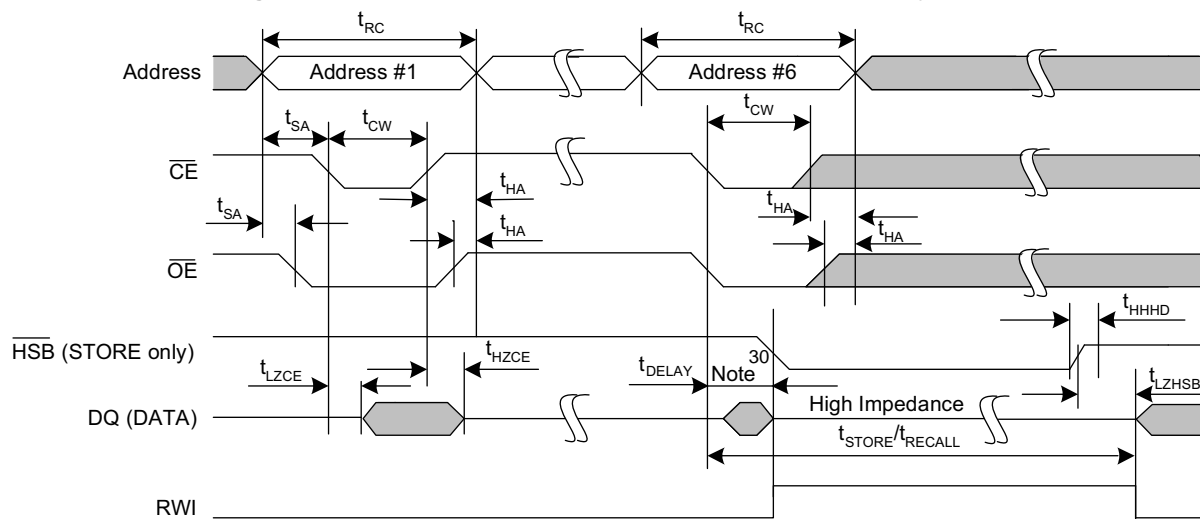 tRC tRC
Address Address #1 Address #6
tSA tCW tCW
CE
tHA
tSA tHA tHA
tHA
OE
tHHHD
HSB (STORE only)
tLZCE tHZCE tDELAY Note 30 tLZHSB
DQ (DATA) High Impedance
tSTORE/tRECALL
RWI